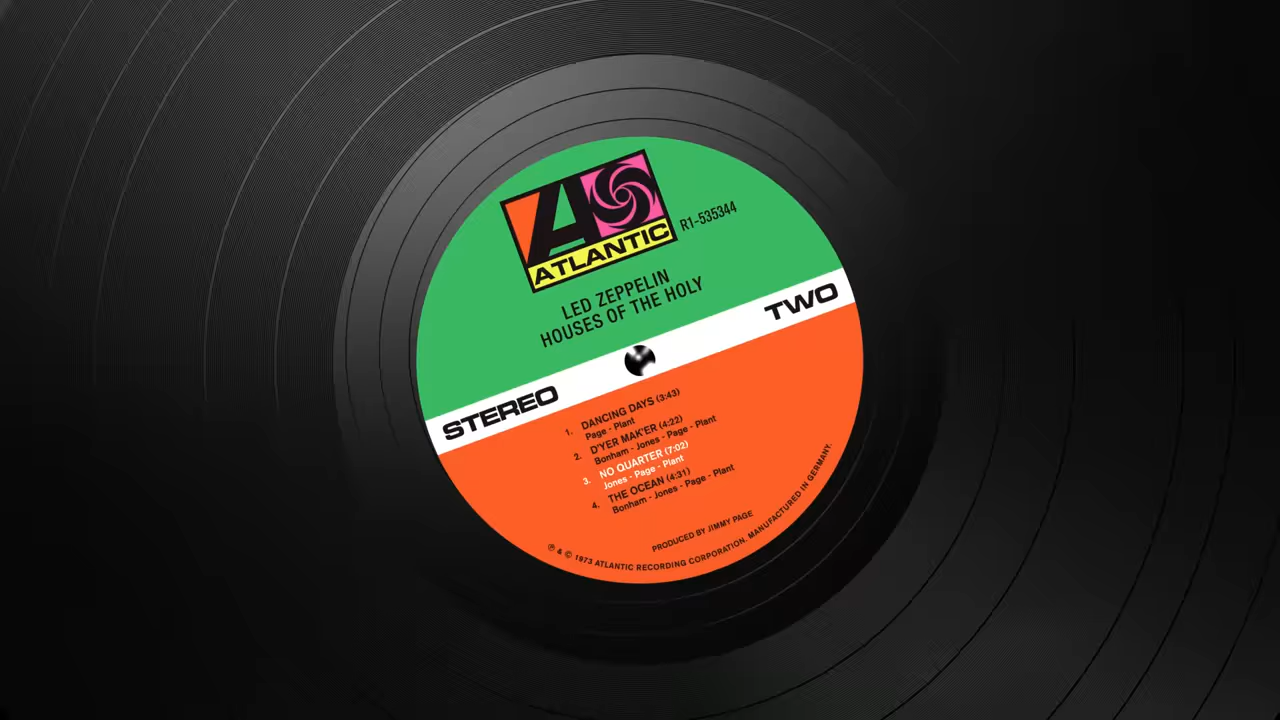 ATLANTIC
R1-535344
LED ZEPPELIN
HOUSES OF THE HOLY
STEREO
TWO
1. DANCING DAYS (3:43)
Page - Plant
2. D'YER MAK'ER (4:22)
Bonham - Jones - Page - Plant
3. NO QUARTER (7:02)
Jones - Page - Plant
4. THE OCEAN (4:31)
Bonham - Jones - Page - Plant
PRODUCED BY JIMMY PAGE
℗ & © 1973 ATLANTIC RECORDING CORPORATION. MANUFACTURED IN GERMANY.